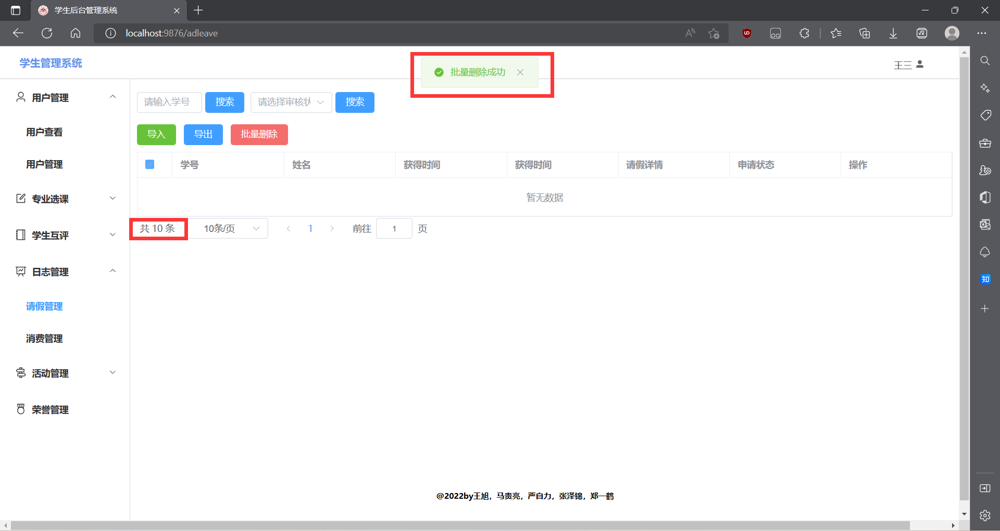 学生后台管理系统
localhost:9876/adleave
学生管理系统
批量删除成功
王三
用户管理
请输入学号 搜索 请选择审核状 搜索
用户查看
导入 导出 批量删除
用户管理
学号 姓名 获得时间 获得时间 请假详情 申请状态 操作
暂无数据
专业选课
共 10 条 10条/页 1 前往 1 页
学生互评
日志管理
请假管理
消费管理
活动管理
荣誉管理
知
@2022by王旭，马贵亮，严自力，张泽锦，郑一鹤